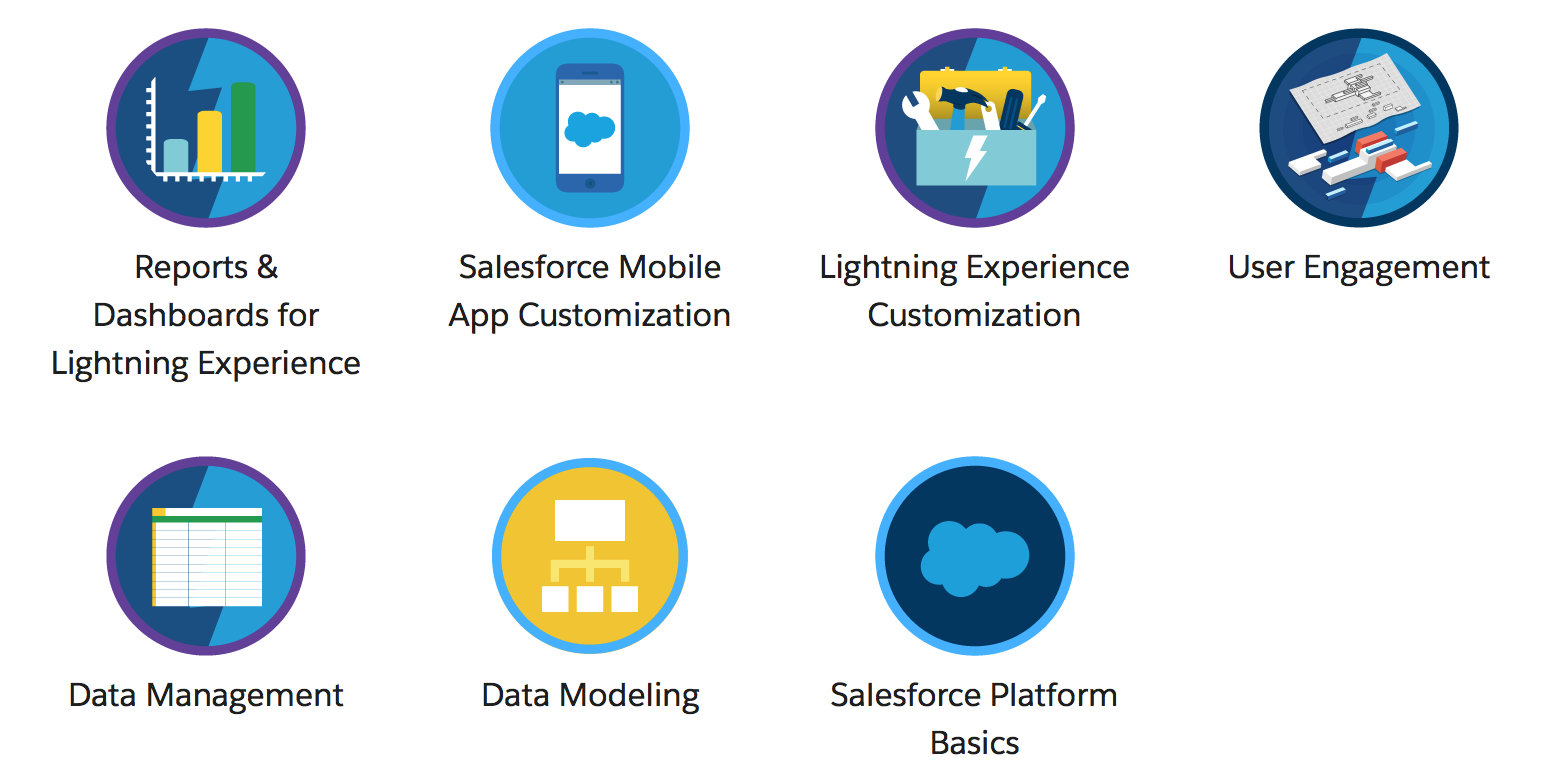 Reports &
Dashboards for
Lightning Experience
Salesforce Mobile
App Customization
Lightning Experience
Customization
User Engagement
Data Management
Data Modeling
Salesforce Platform
Basics